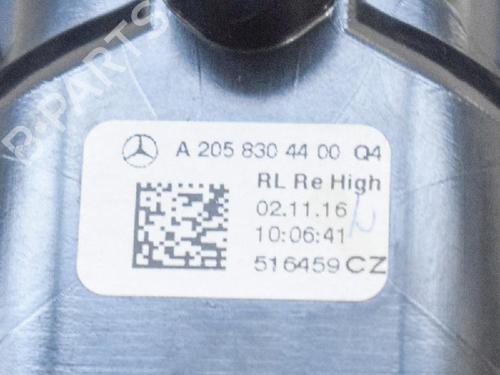 B-PARTS
A 205 830 44 00 Q4
RL Re High
02.11.16
10:06:41
516459 CZ